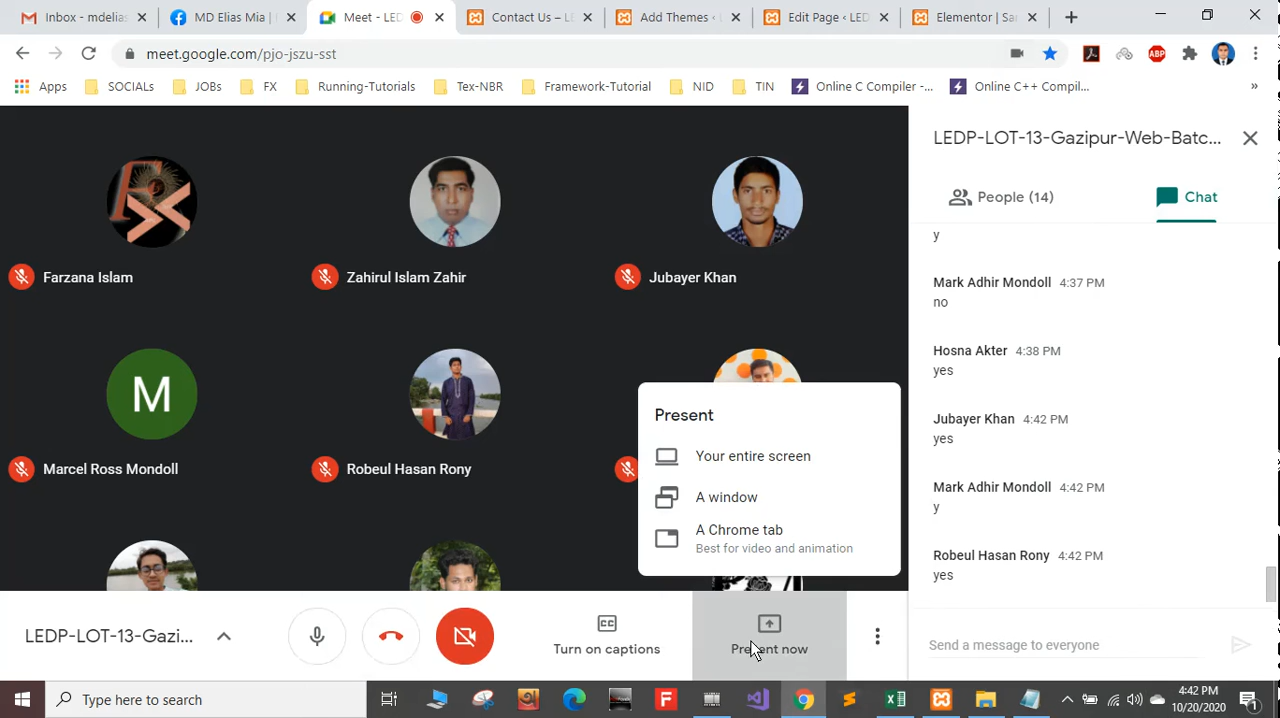 Inbox - mdelias
MD Elias Mia |
Meet - LED
Contact Us – L
Add Themes ‹
Edit Page ‹ LED
Elementor | Sa
meet.google.com/pjo-jszu-sst
ABP
Apps
SOCIALs
JOBs
FX
Running-Tutorials
Tex-NBR
Framework-Tutorial
NID
TIN
Online C Compiler -...
Online C++ Compil...
»
Farzana Islam
Zahirul Islam Zahir
Jubayer Khan
M
Marcel Ross Mondoll
Robeul Hasan Rony
Present
Your entire screen
A window
A Chrome tab
Best for video and animation
LEDP-LOT-13-Gazi...
CC
Turn on captions
Present now
LEDP-LOT-13-Gazipur-Web-Batc...
People (14)
Chat
y
Mark Adhir Mondoll 4:37 PM
no
Hosna Akter 4:38 PM
yes
Jubayer Khan 4:42 PM
yes
Mark Adhir Mondoll 4:42 PM
y
Robeul Hasan Rony 4:42 PM
yes
Send a message to everyone
Type here to search
4:42 PM
10/20/2020
1